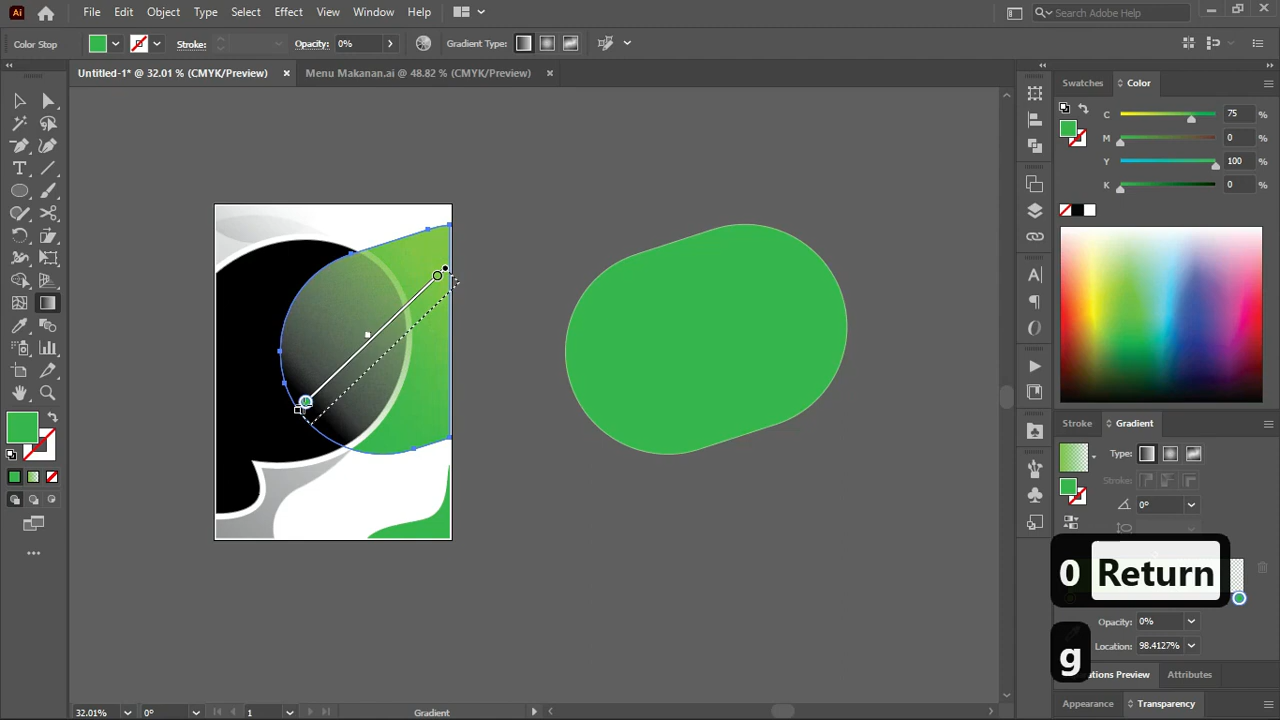 Ai File Edit Object Type Select Effect View Window Help Search Adobe Help
Color Stop Stroke: Opacity: 0% Gradient Type:
Untitled-1* @ 32.01 % (CMYK/Preview) Menu Makanan.ai @ 48.82 % (CMYK/Preview)
Swatches Color
C 75 %
M 0 %
Y 100 %
K 0 %
Stroke Gradient
Type:
Stroke:
0°
0 Return
Opacity: 0%
g
Location: 98.4127%
ations Preview Attributes
Appearance Transparency
32.01% 0° 1 Gradient